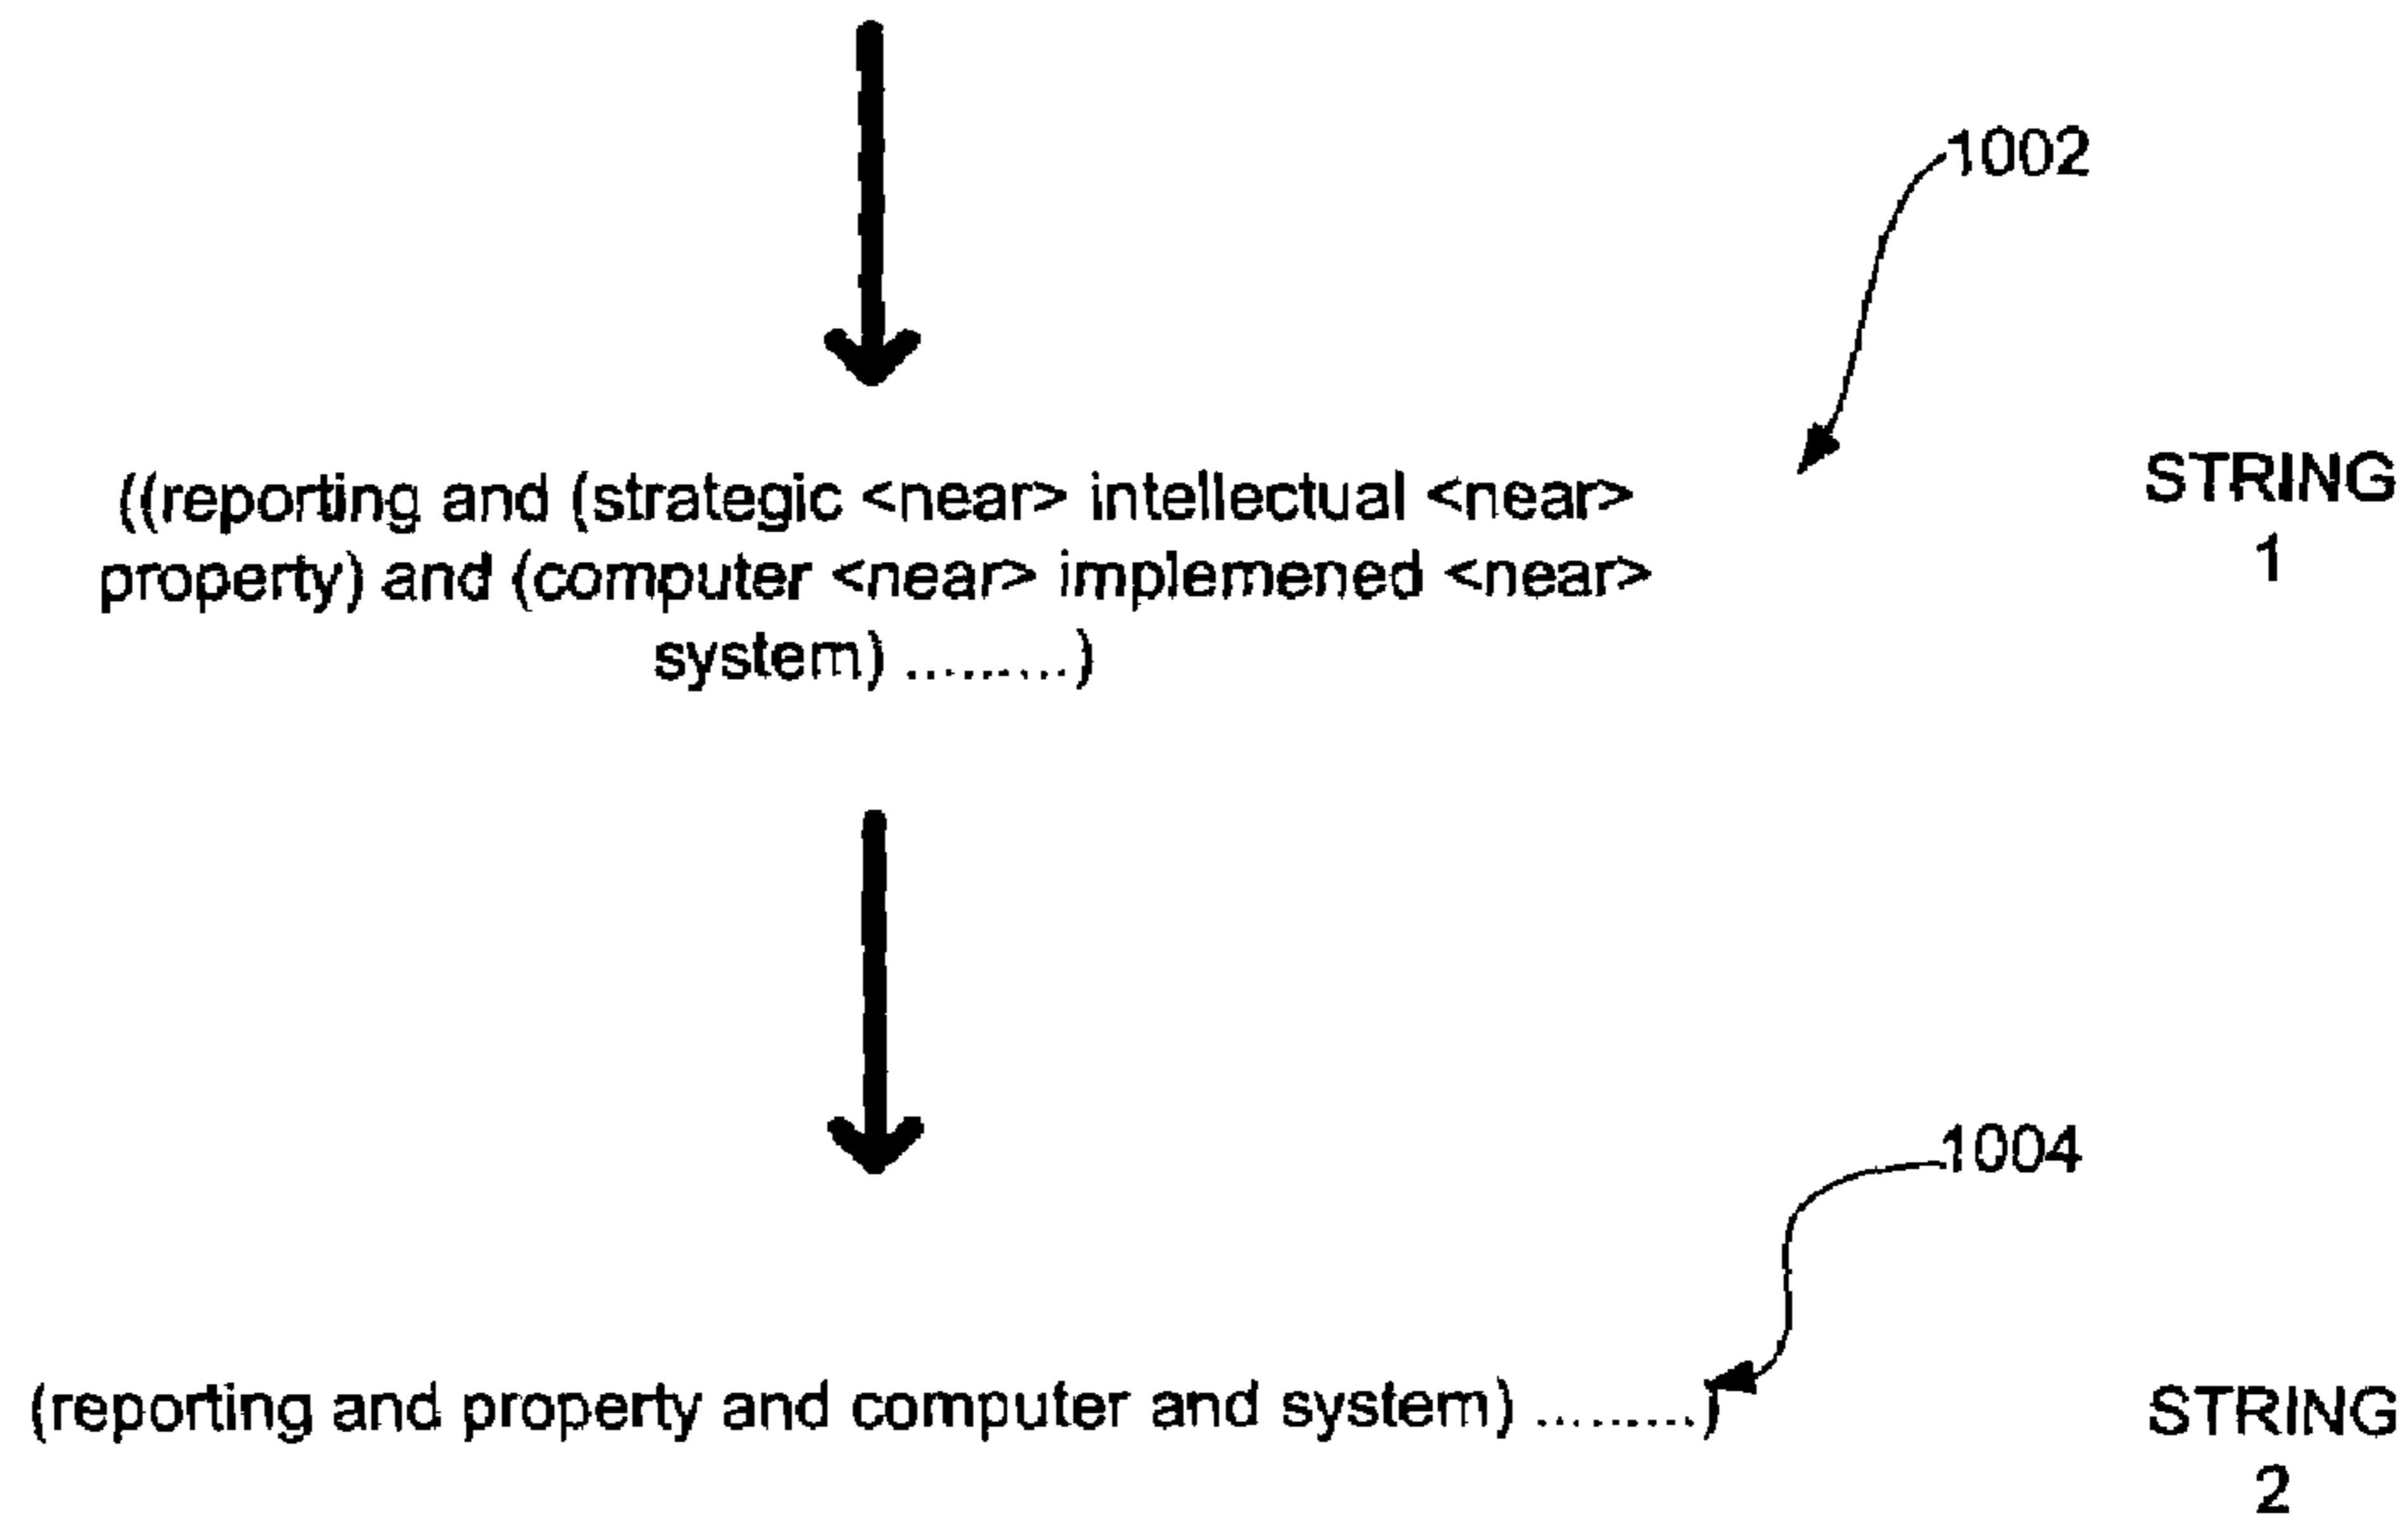 1002
((reporting and (strategic <near> intellectual <near>
STRING
property) and (computer <near> implemened <near>
1
system) ..........)
1004
(reporting and property and computer and system) ..........)
STRING
2